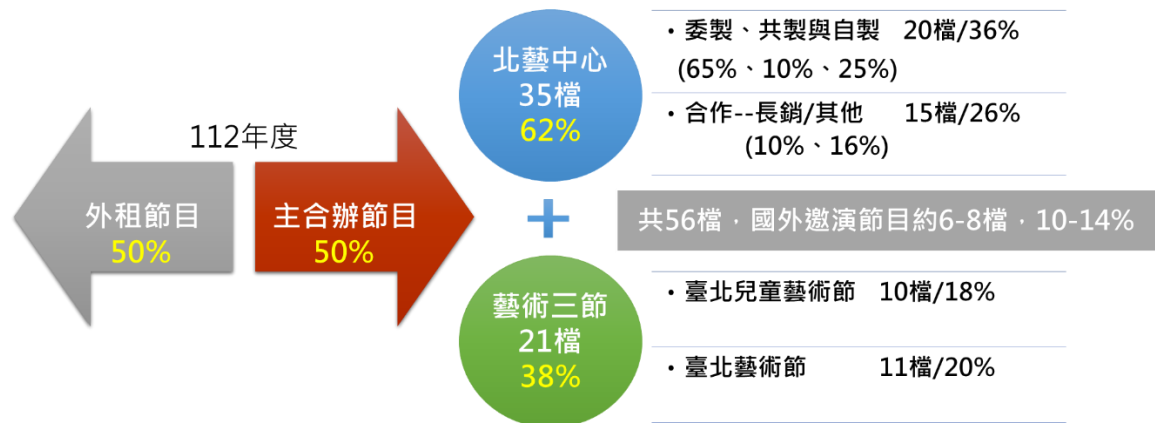 112年度
外租節目
50%
主合辦節目
50%
北藝中心
35檔
62%
・委製、共製與自製 20檔/36%
(65%、10%、25%)
・合作--長銷/其他 15檔/26%
(10%、16%)
+
共56檔，國外邀演節目約6-8檔，10-14%
藝術三節
21檔
38%
・臺北兒童藝術節 10檔/18%
・臺北藝術節 11檔/20%